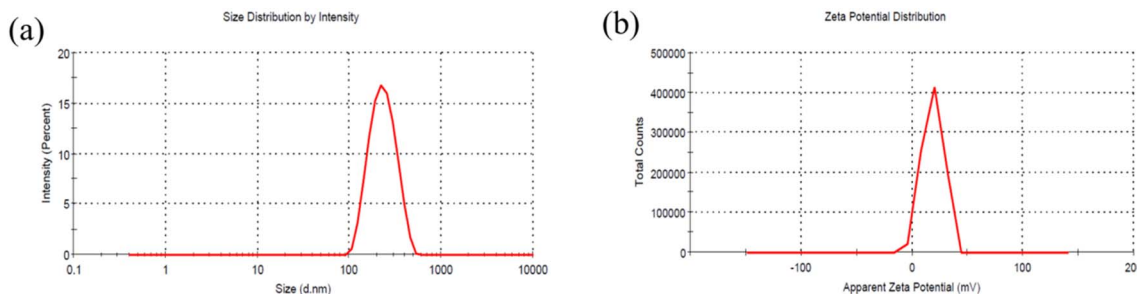 (a)
Size Distribution by Intensity
Intensity (Percent)
20
15
10
5
0
0.1 1 10 100 1000 10000
Size (d.nm)
(b)
Zeta Potential Distribution
Total Counts
500000
400000
300000
200000
100000
0
-100 0 100 20
Apparent Zeta Potential (mV)